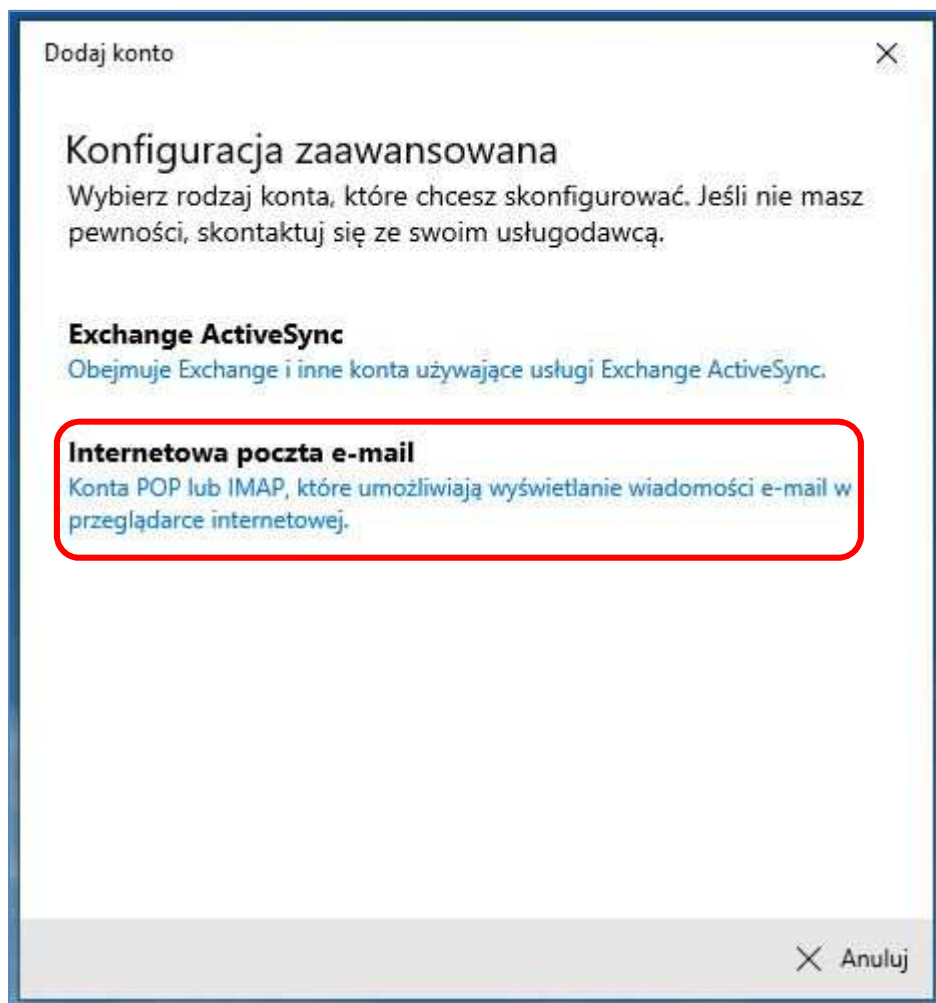 Dodaj konto
Konfiguracja zaawansowana
Wybierz rodzaj konta, które chcesz skonfigurować. Jeśli nie masz
pewności, skontaktuj się ze swoim usługodawcą.
Exchange ActiveSync
Obejmuje Exchange i inne konta używające usługi Exchange ActiveSync.
Internetowa poczta e-mail
Konta POP lub IMAP, które umożliwiają wyświetlanie wiadomości e-mail w
przeglądarce internetowej.
Anuluj